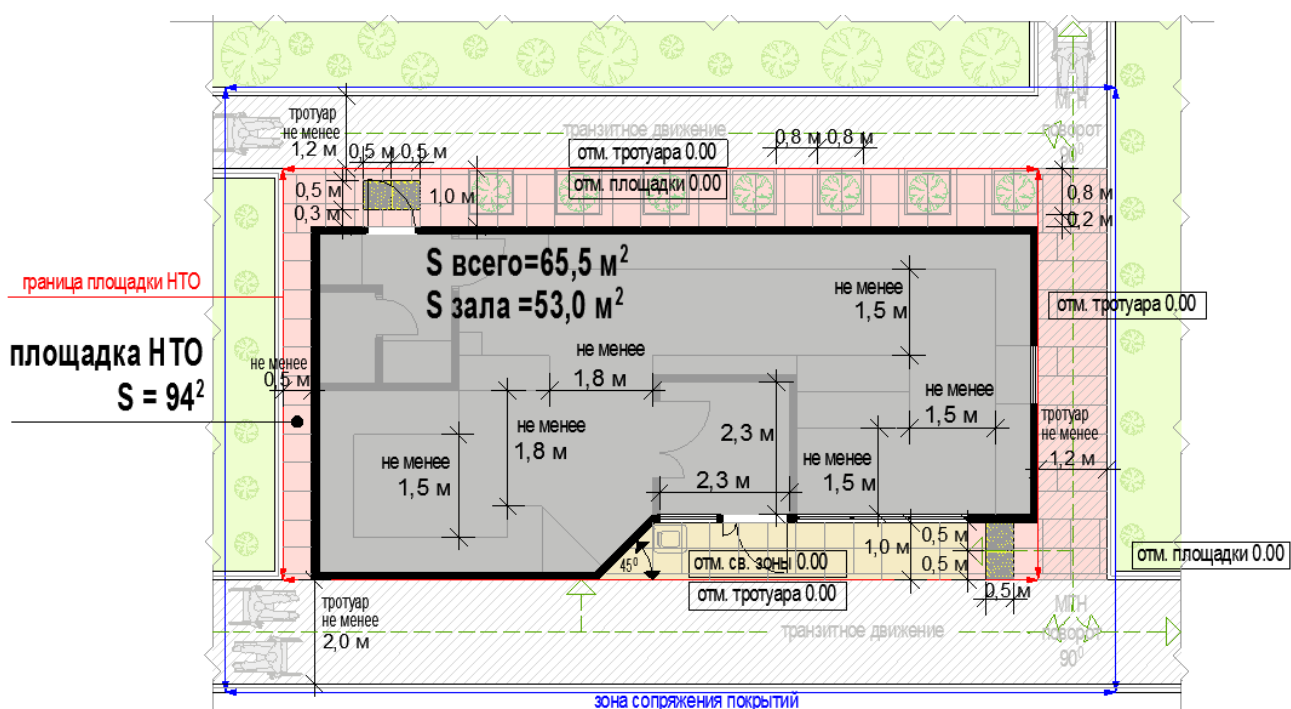 тротуар
не менее
1,2 м
транзитное движение
МГН
поворот
90⁰
0,8 м
0,8 м
отм. тротуара 0.00
0,5 м
0,5 м
отм. площадки 0.00
0,5 м
0,3 м
1,0 м
0,8 м
0,2 м
S всего=65,5 м²
S зала =53,0 м²
граница площадки НТО
не менее
1,5 м
отм. тротуара 0.00
площадка НТО
S = 94²
не менее
0,5 м
не менее
1,8 м
не менее
1,5 м
не менее
1,8 м
2,3 м
2,3 м
не менее
1,5 м
не менее
1,5 м
тротуар
не менее
1,2 м
45⁰
отм. св. зоны 0.00
1,0 м
0,5 м
0,5 м
отм. площадки 0.00
отм. тротуара 0.00
0,5 м
тротуар
не менее
2,0 м
транзитное движение
МГН
поворот
90⁰
зона сопряжения покрытий